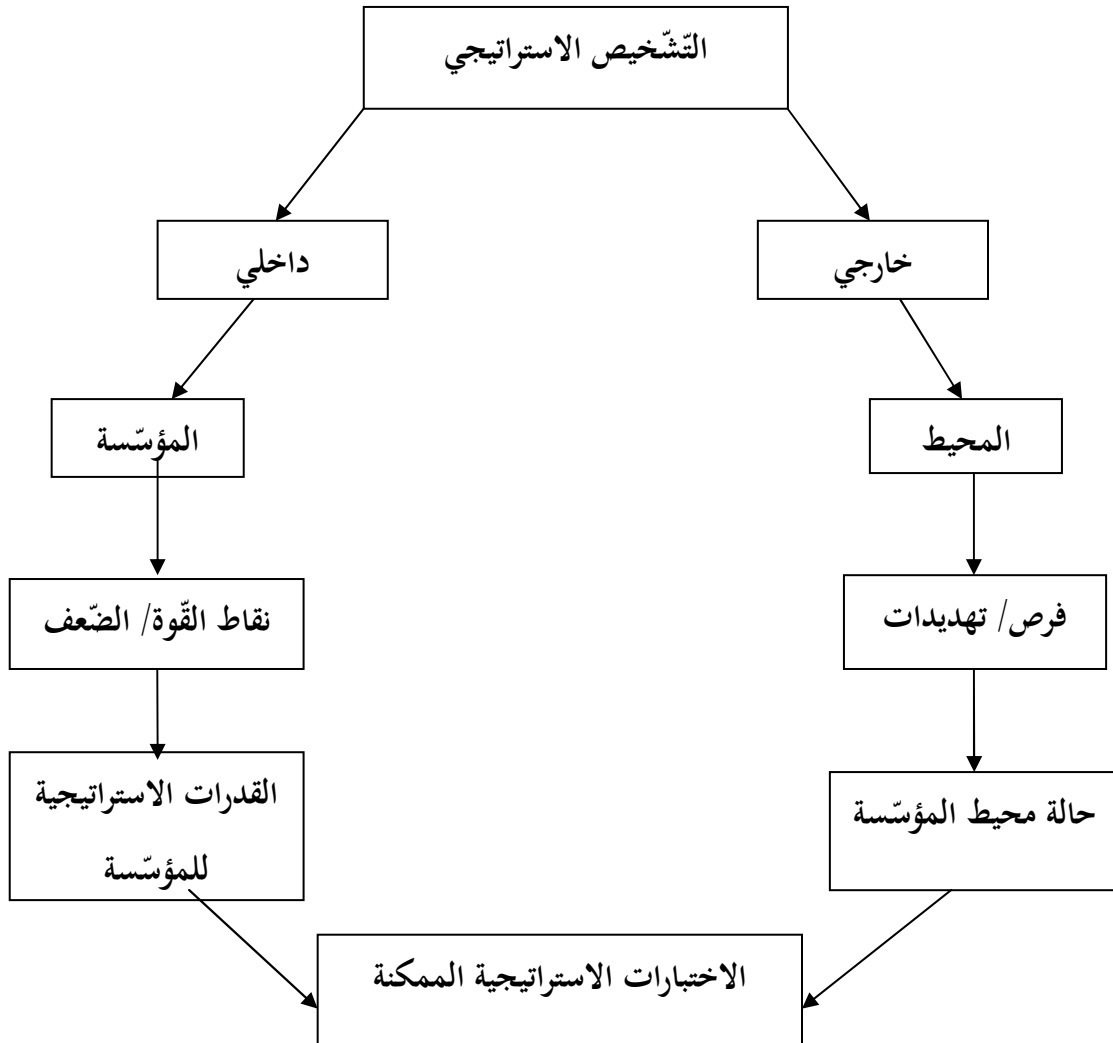 التّشّخيص الاستراتيجي
خارجي
داخلي
المحيط
المؤسّسة
فرص/ تهديدات
نقاط القّوة/ الضّعف
حالة محيط المؤسّسة
القدرات الاستراتيجية
للمؤسّسة
الاختبارات الاستراتيجية الممكنة